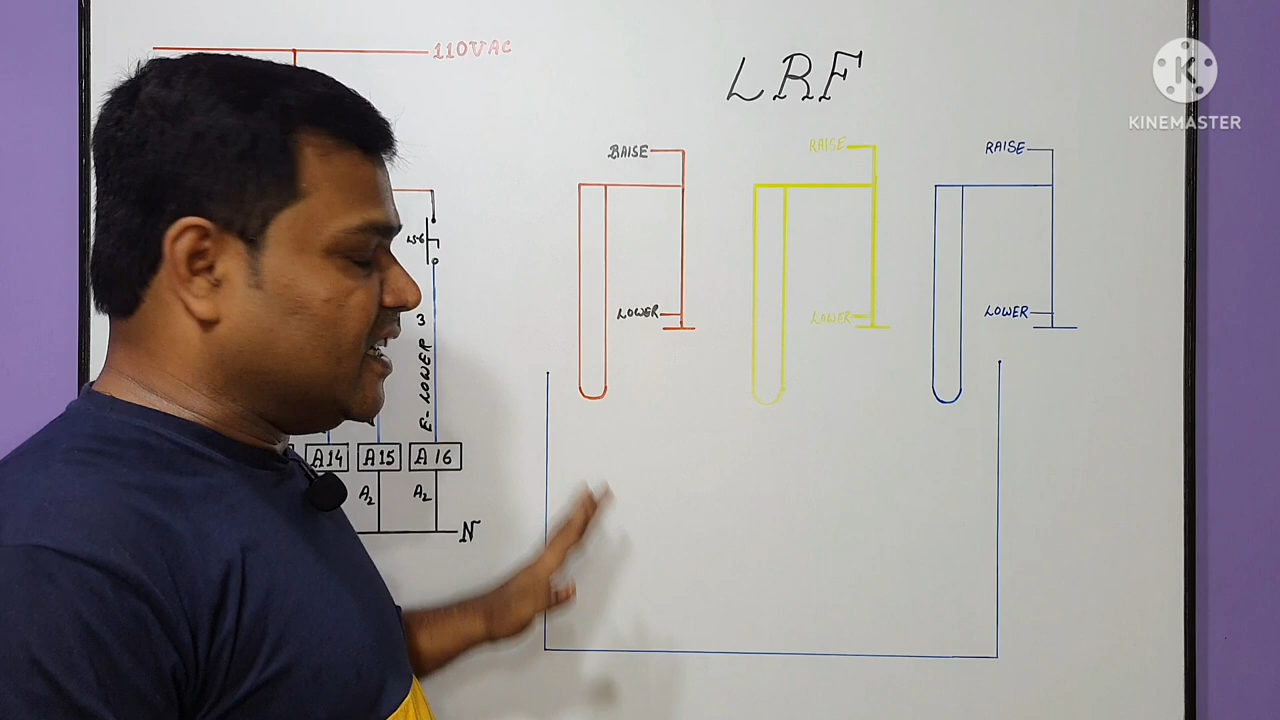 110VAC
LRF
K
KINEMASTER
RAISE
RAISE
RAISE
LOWER
LOWER
LOWER
E-LOWER 3
A14
A15
A16
A2
A2
N